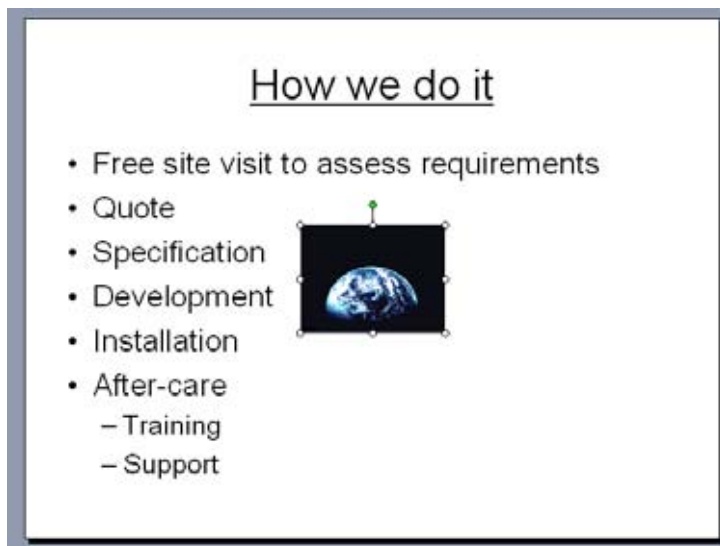 How we do it
• Free site visit to assess requirements
• Quote
• Specification
• Development
• Installation
• After-care
– Training
– Support